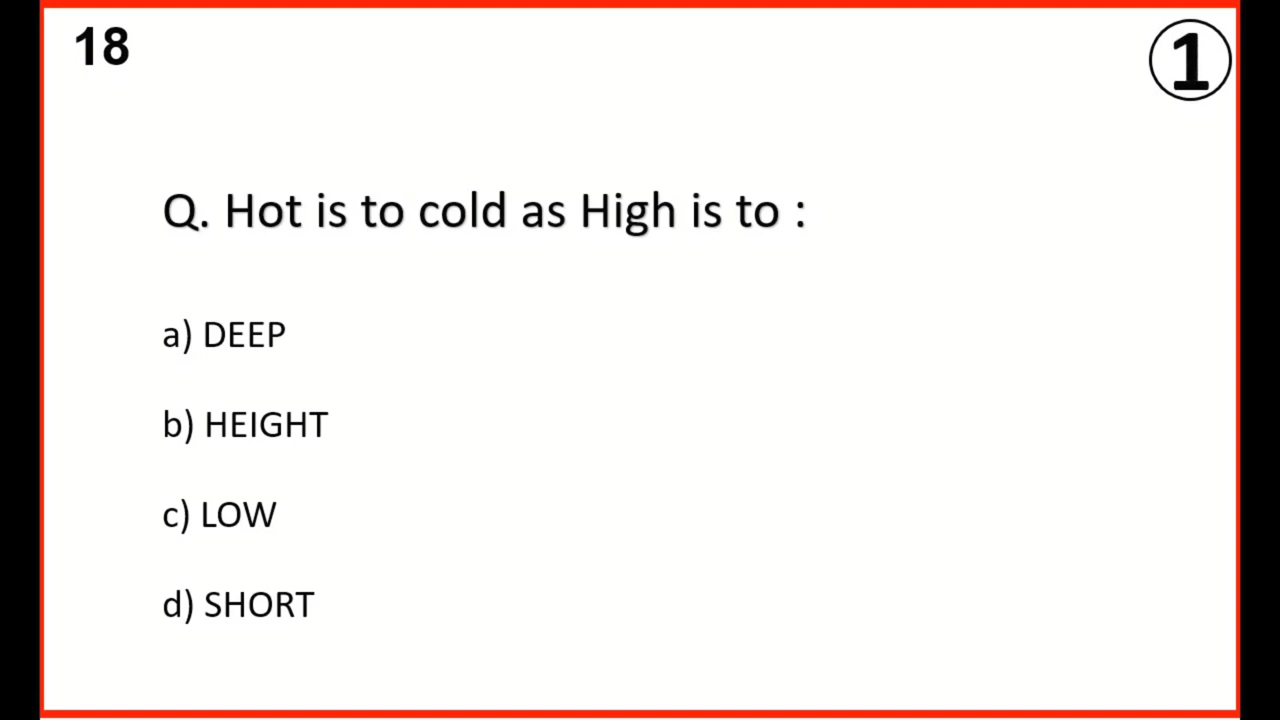 18
1
Q. Hot is to cold as High is to :
a) DEEP
b) HEIGHT
c) LOW
d) SHORT